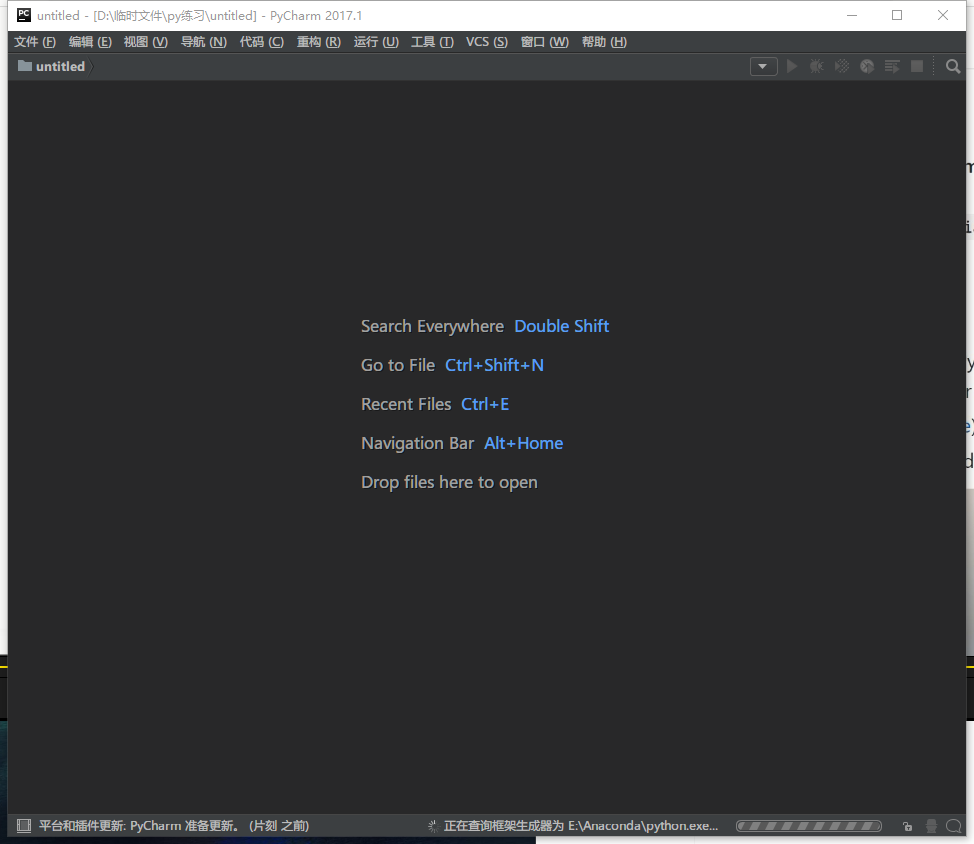 PC untitled - [D:\临时文件\py练习\untitled] - PyCharm 2017.1
文件 (F) 编辑 (E) 视图 (V) 导航 (N) 代码 (C) 重构 (R) 运行 (U) 工具 (T) VCS (S) 窗口 (W) 帮助 (H)
untitled
Search Everywhere Double Shift
Go to File Ctrl+Shift+N
Recent Files Ctrl+E
Navigation Bar Alt+Home
Drop files here to open
平台和插件更新: PyCharm 准备更新。 (片刻 之前) 正在查询框架生成器为 E:\Anaconda\python.exe...